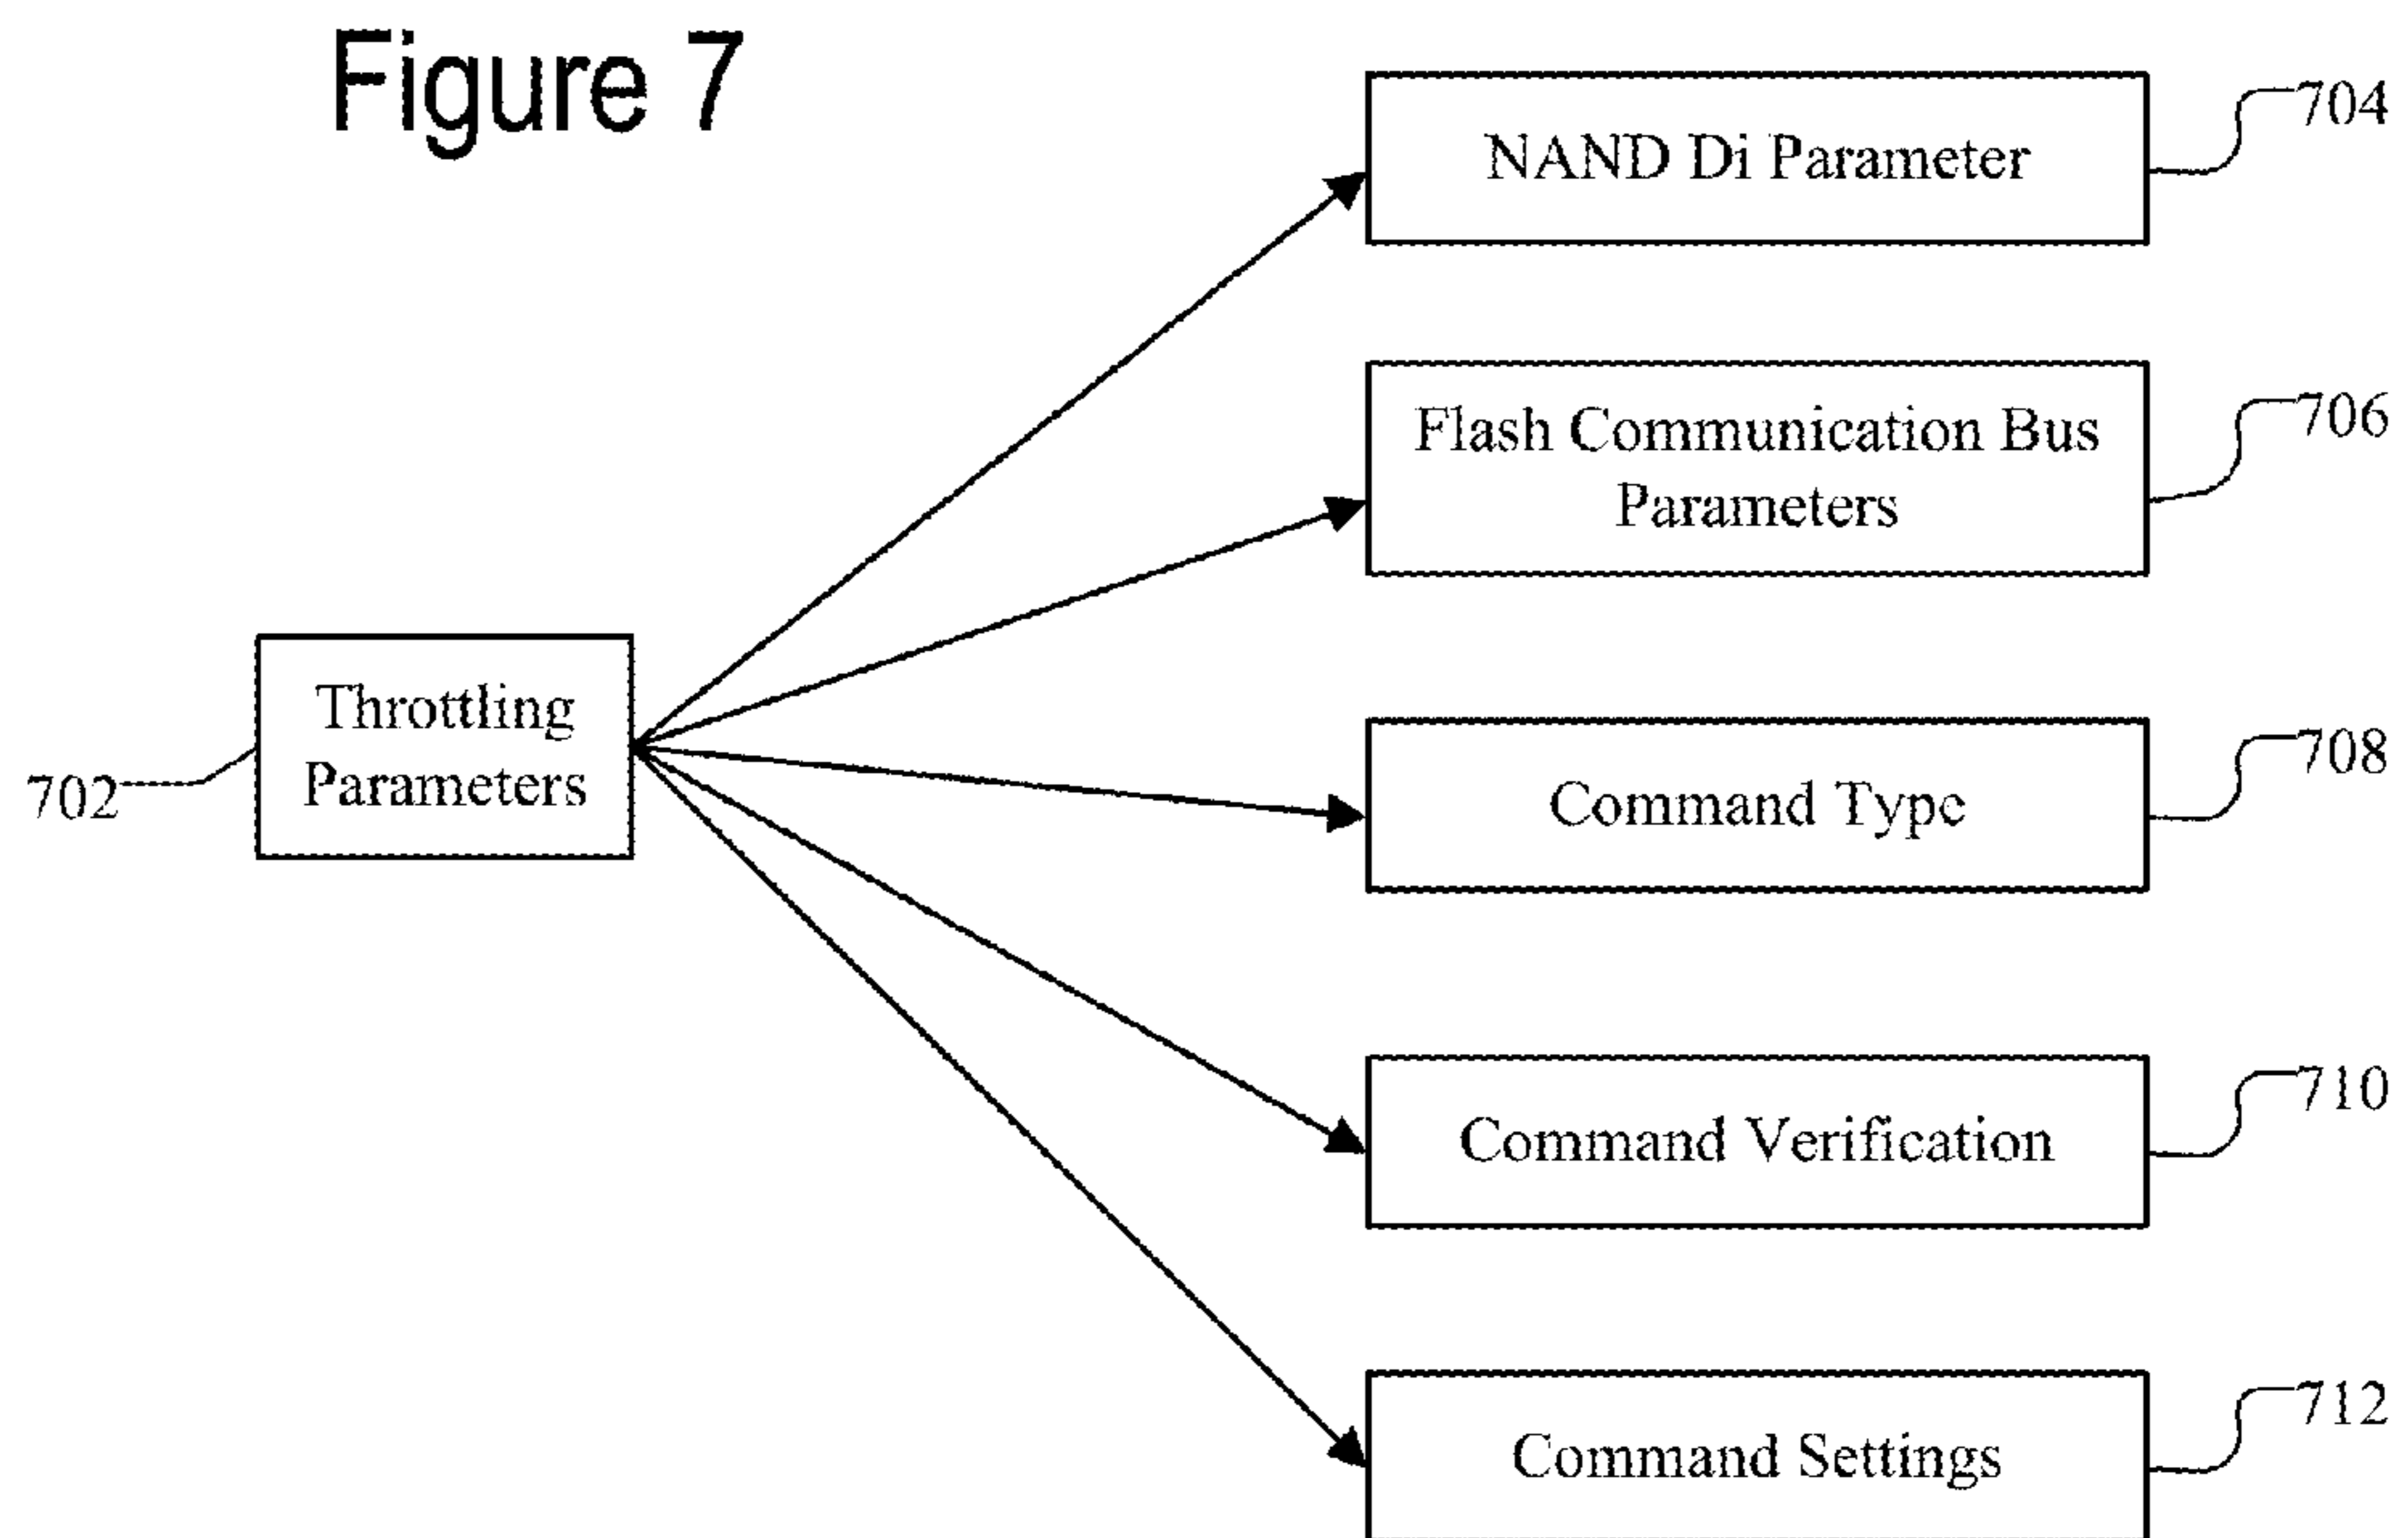 Figure 7
NAND Di Parameter
704
Flash Communication Bus
Parameters
706
Throttling
Parameters
702
Command Type
708
Command Verification
710
Command Settings
712